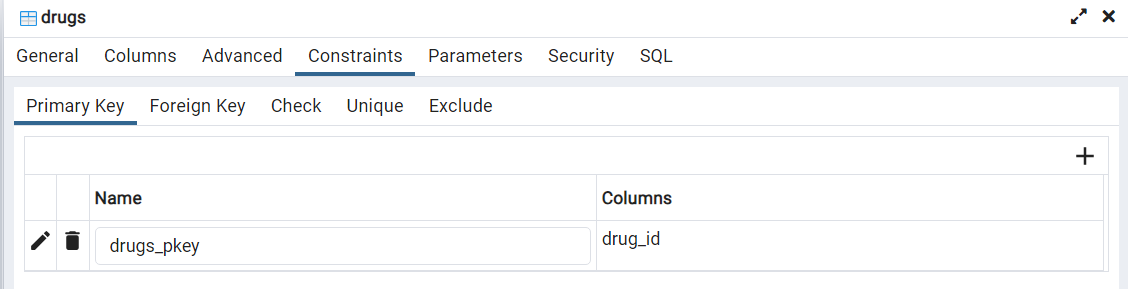 drugs
General Columns Advanced Constraints Parameters Security SQL
Primary Key Foreign Key Check Unique Exclude
Name Columns
drugs_pkey drug_id